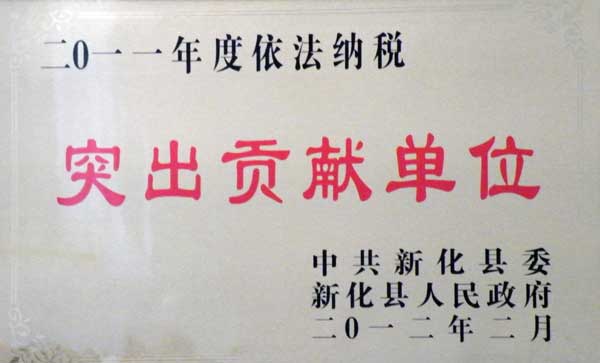 二0一一年度依法纳税
突出贡献单位
中共新化县委
新化县人民政府
二0一二年二月